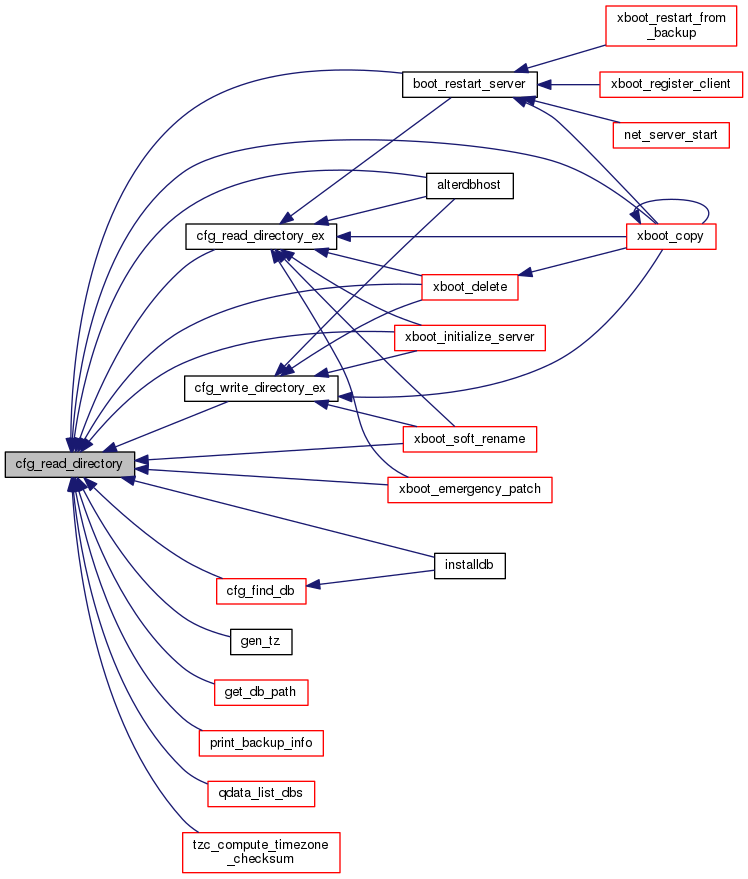 xboot_restart_from
_backup
boot_restart_server
xboot_register_client
net_server_start
alterdbhost
cfg_read_directory_ex
xboot_copy
xboot_delete
xboot_initialize_server
cfg_write_directory_ex
xboot_soft_rename
cfg_read_directory
xboot_emergency_patch
installdb
cfg_find_db
gen_tz
get_db_path
print_backup_info
qdata_list_dbs
tzc_compute_timezone
_checksum